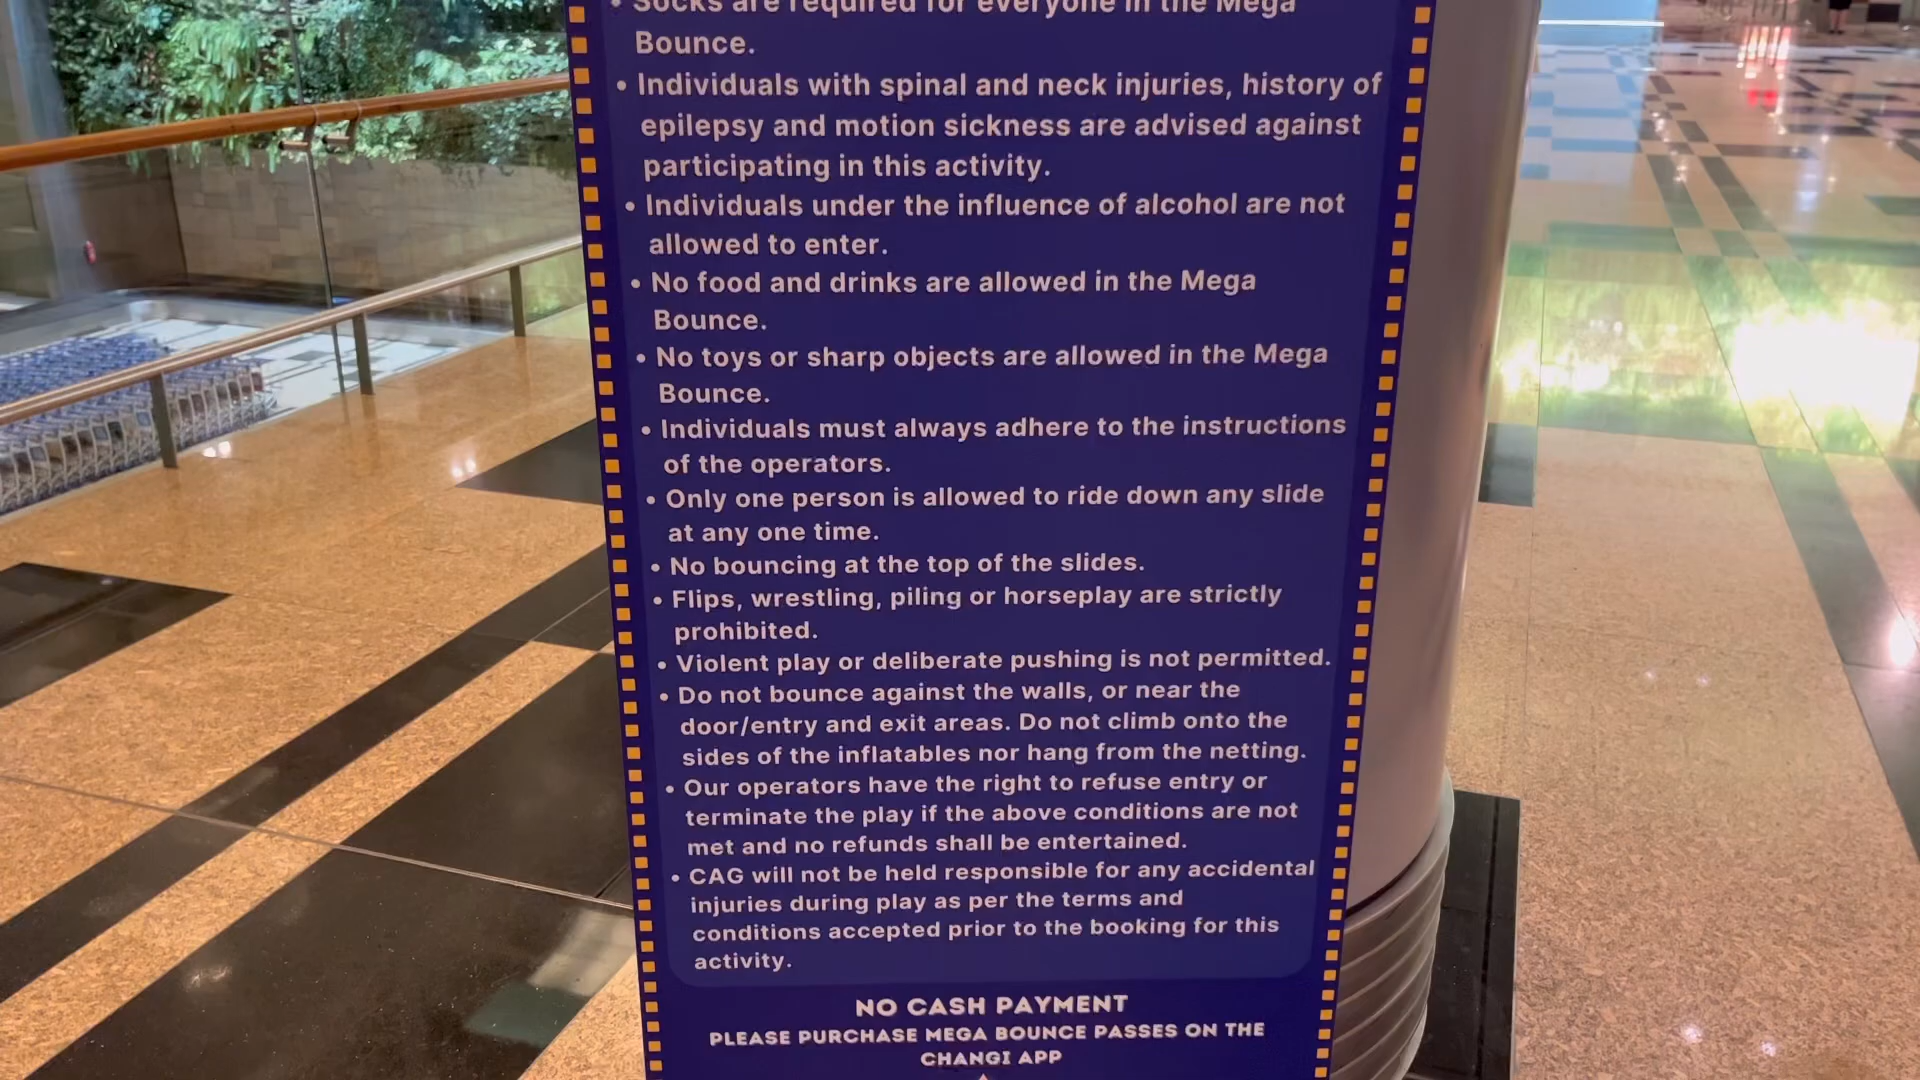 • Socks are required for everyone in the Mega
Bounce.
• Individuals with spinal and neck injuries, history of
epilepsy and motion sickness are advised against
participating in this activity.
• Individuals under the influence of alcohol are not
allowed to enter.
• No food and drinks are allowed in the Mega
Bounce.
• No toys or sharp objects are allowed in the Mega
Bounce.
• Individuals must always adhere to the instructions
of the operators.
• Only one person is allowed to ride down any slide
at any one time.
• No bouncing at the top of the slides.
• Flips, wrestling, piling or horseplay are strictly
prohibited.
• Violent play or deliberate pushing is not permitted.
• Do not bounce against the walls, or near the
door/entry and exit areas. Do not climb onto the
sides of the inflatables nor hang from the netting.
• Our operators have the right to refuse entry or
terminate the play if the above conditions are not
met and no refunds shall be entertained.
• CAG will not be held responsible for any accidental
injuries during play as per the terms and
conditions accepted prior to the booking for this
activity.
NO CASH PAYMENT
PLEASE PURCHASE MEGA BOUNCE PASSES ON THE
CHANGI APP